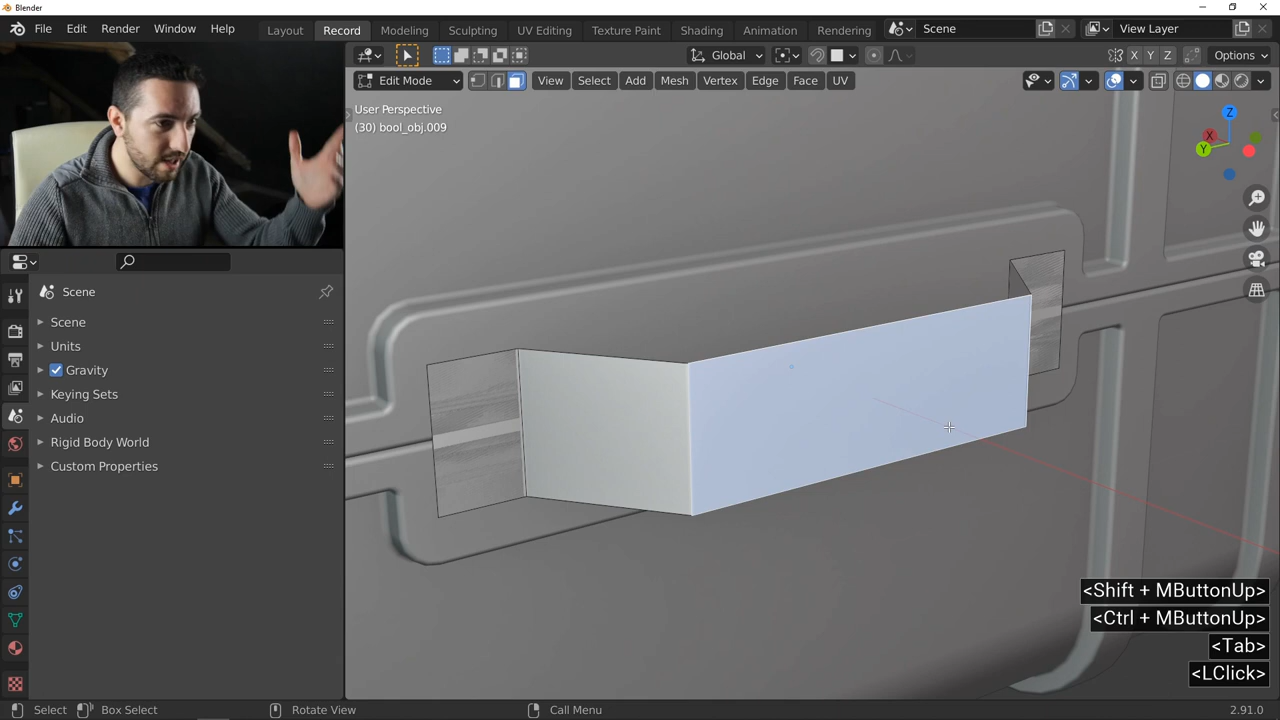 Blender
File Edit Render Window Help
Layout Record Modeling Sculpting UV Editing Texture Paint Shading Animation Rendering
Scene
View Layer
Global
X Y Z
Options
Edit Mode
View Select Add Mesh Vertex Edge Face UV
User Perspective
(30) bool_obj.009
Z
X
Y
Scene
Scene
Units
Gravity
Keying Sets
Audio
Rigid Body World
Custom Properties
<Shift + MButtonUp>
<Ctrl + MButtonUp>
<Tab>
<LClick>
Select
Box Select
Rotate View
Call Menu
2.91.0